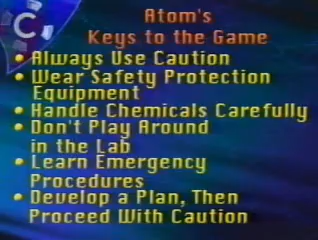 C
Atom's
Keys to the Game
• Always Use Caution
• Wear Safety Protection
Equipment
• Handle Chemicals Carefully
• Don't Play Around
in the Lab
• Learn Emergency
Procedures
• Develop a Plan, Then
Proceed With Caution